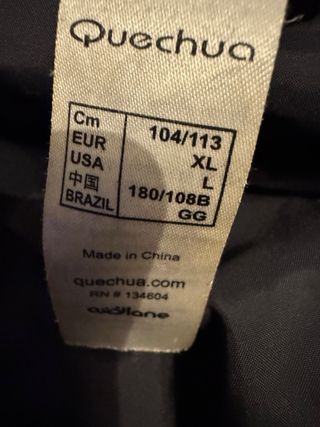 Quechua
Cm 104/113
EUR XL
USA L
中国 180/108B
BRAZIL GG
Made in China
quechua.com
RN # 134604
oxylane